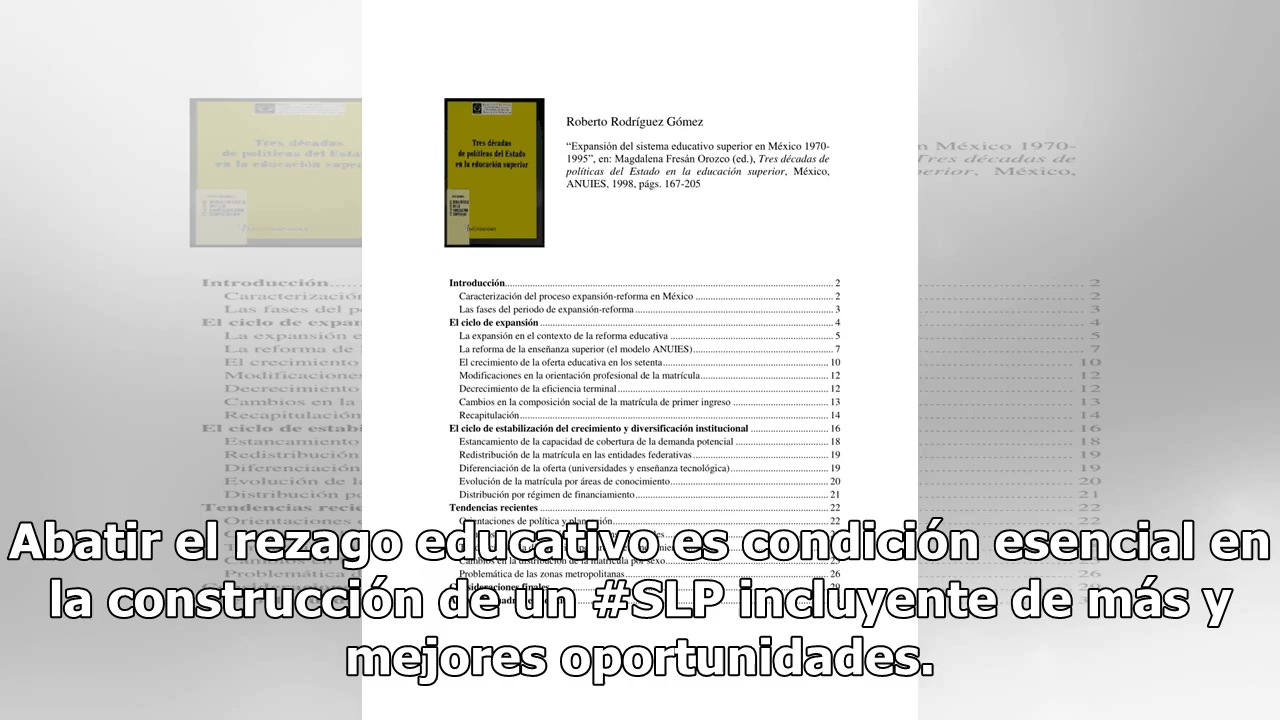 Tres décadas
de políticas del Estado
en la educación superior
Roberto Rodríguez Gómez
“Expansión del sistema educativo superior en México 1970-
1995”, en: Magdalena Fresán Orozco (ed.), Tres décadas de
políticas del Estado en la educación superior, México,
ANUIES, 1998, págs. 167-205
Introducción.......... 2
Caracterización del proceso expansión-reforma en México .......... 2
Las fases del periodo de expansión-reforma .......... 3
El ciclo de expansión .......... 4
La expansión en el contexto de la reforma educativa .......... 5
La reforma de la enseñanza superior (el modelo ANUIES).......... 7
El crecimiento de la oferta educativa en los setenta.......... 10
Modificaciones en la orientación profesional de la matrícula.......... 12
Decrecimiento de la eficiencia terminal.......... 12
Cambios en la composición social de la matrícula de primer ingreso .......... 13
Recapitulación.......... 14
El ciclo de estabilización del crecimiento y diversificación institucional .......... 16
Estancamiento de la capacidad de cobertura de la demanda potencial .......... 18
Redistribución de la matrícula en las entidades federativas.......... 19
Diferenciación de la oferta (universidades y enseñanza tecnológica).......... 19
Evolución de la matrícula por áreas de conocimiento.......... 20
Distribución por régimen de financiamiento.......... 21
Tendencias recientes .......... 22
Orientaciones de política y planeación.......... 22
Cambios en la distribución de la matrícula por sexo.......... 25
Problemática de las zonas metropolitanas.......... 26
Consideraciones finales
Abatir el rezago educativo es condición esencial en
la construcción de un #SLP incluyente de más y
mejores oportunidades.